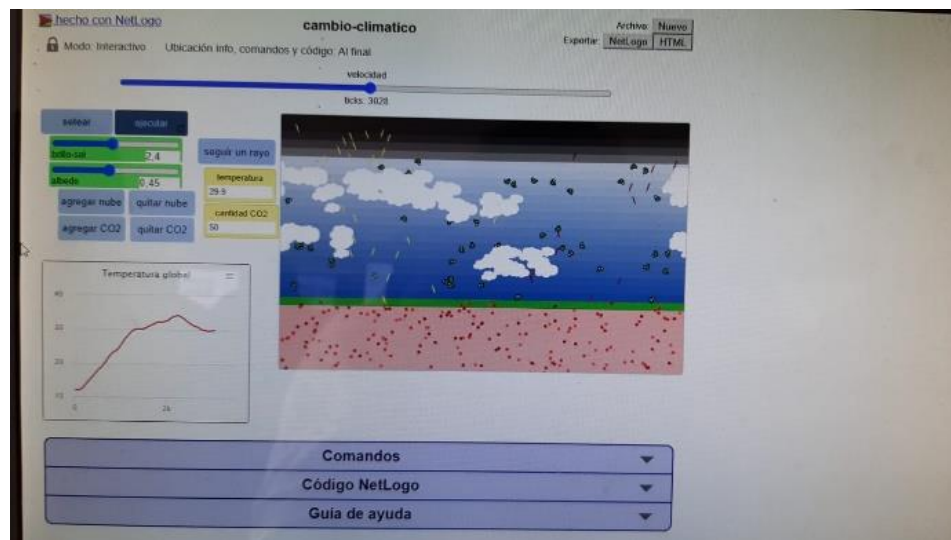 hecho con NetLogo
cambio-climatico
Archivo: Nuevo
Modo: Interactivo Ubicación Info, comandos y código: Al final
Exportar: NetLogo HTML
velocidad
ticks: 3028
setear ejecutar
brillo-sol 2,4
albedo 0,45
seguir un rayo
temperatura
29.9
agregar nube quitar nube
cantidad CO2
50
agregar CO2 quitar CO2
Temperatura global
40
30
20
10
0 2k
Comandos
Código NetLogo
Guía de ayuda